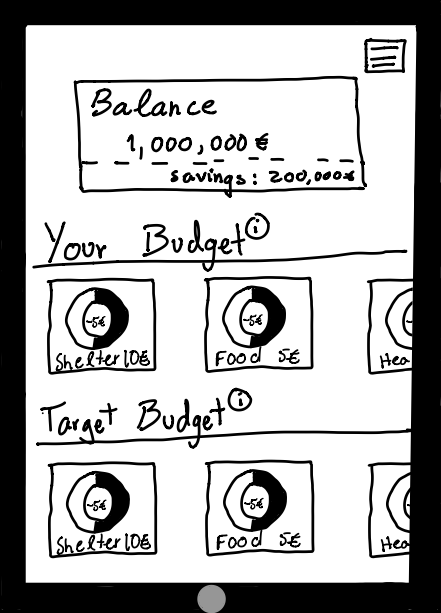 Balance
1,000,000 €
savings: 200,000€
Your Budget i
-5€ -5€
Shelter 10€ Food 5€ Hea
Target Budget i
-5€ -5€
Shelter 10€ Food 5€ Hea